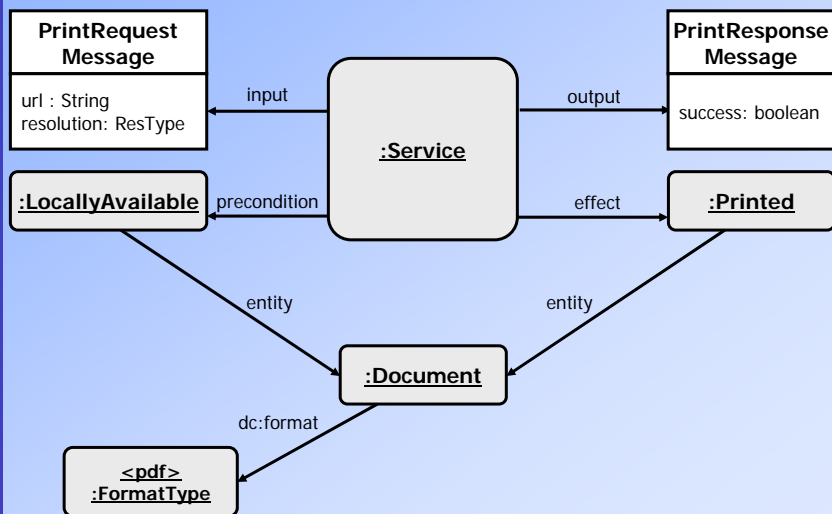 PrintRequest
Message
url : String
resolution: ResType
input
:Service
output
PrintResponse
Message
success: boolean
:LocallyAvailable
precondition
effect
:Printed
entity
entity
:Document
dc:format
<pdf>
:FormatType